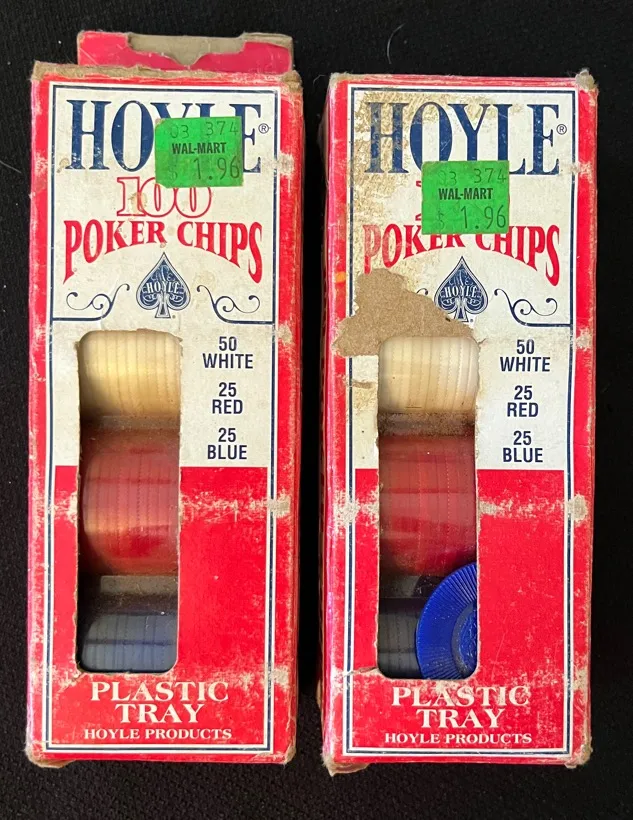 HOYLE®
03 374
WAL-MART
$1.96
100
POKER CHIPS
HOYLE
50
WHITE
25
RED
25
BLUE
PLASTIC
TRAY
HOYLE PRODUCTS
HOYLE®
03 374
WAL-MART
$1.96
POKER CHIPS
HOYLE
50
WHITE
25
RED
25
BLUE
PLASTIC
TRAY
HOYLE PRODUCTS